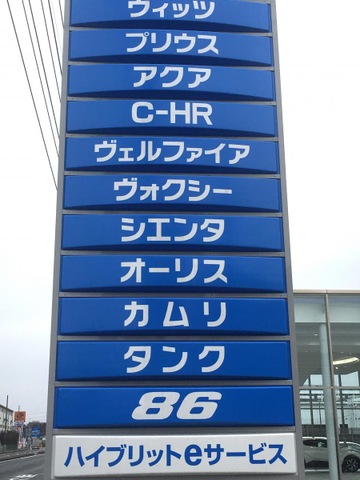 ウィッツ
プリウス
アクア
C-HR
ヴェルファイア
ヴォクシー
シエンタ
オーリス
カムリ
タンク
86
ハイブリットeサービス